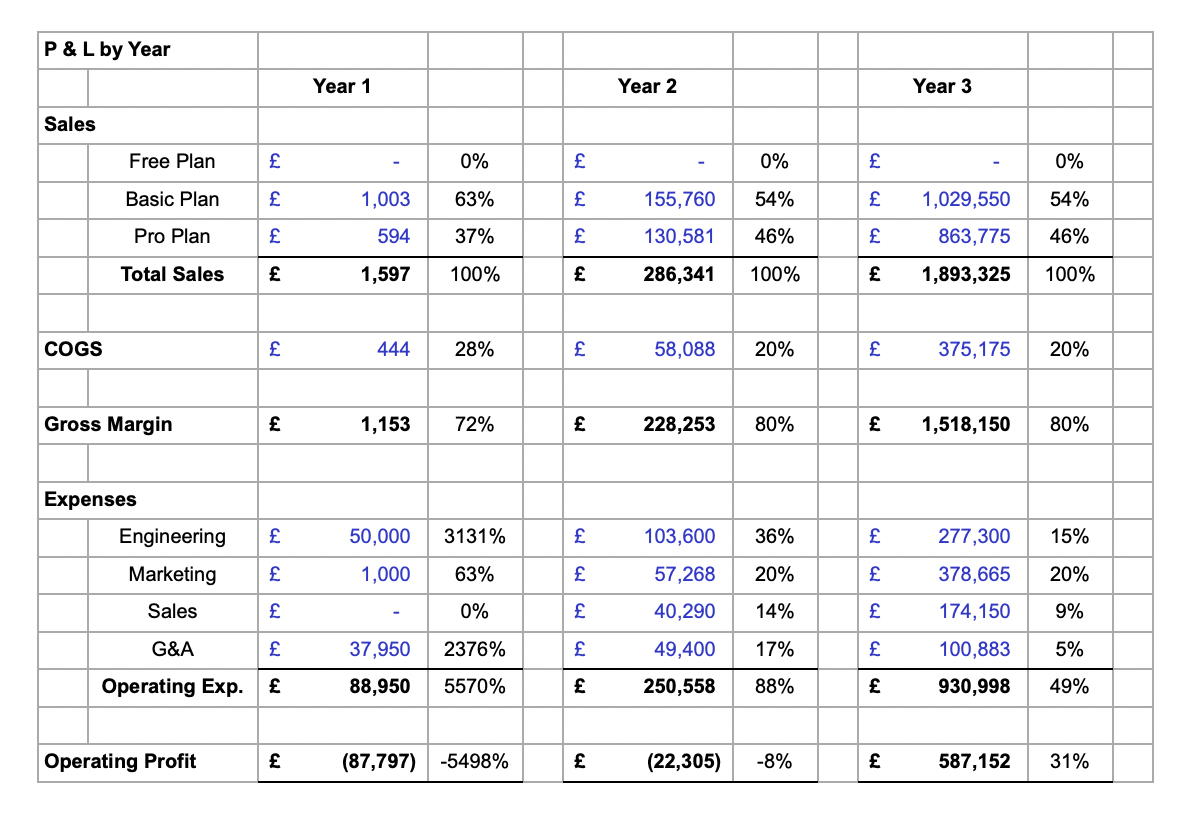 P & L by Year
Year 1 Year 2 Year 3
Sales
Free Plan £ - 0% £ - 0% £ - 0%
Basic Plan £ 1,003 63% £ 155,760 54% £ 1,029,550 54%
Pro Plan £ 594 37% £ 130,581 46% £ 863,775 46%
Total Sales £ 1,597 100% £ 286,341 100% £ 1,893,325 100%
COGS £ 444 28% £ 58,088 20% £ 375,175 20%
Gross Margin £ 1,153 72% £ 228,253 80% £ 1,518,150 80%
Expenses
Engineering £ 50,000 3131% £ 103,600 36% £ 277,300 15%
Marketing £ 1,000 63% £ 57,268 20% £ 378,665 20%
Sales £ - 0% £ 40,290 14% £ 174,150 9%
G&A £ 37,950 2376% £ 49,400 17% £ 100,883 5%
Operating Exp. £ 88,950 5570% £ 250,558 88% £ 930,998 49%
Operating Profit £ (87,797) -5498% £ (22,305) -8% £ 587,152 31%